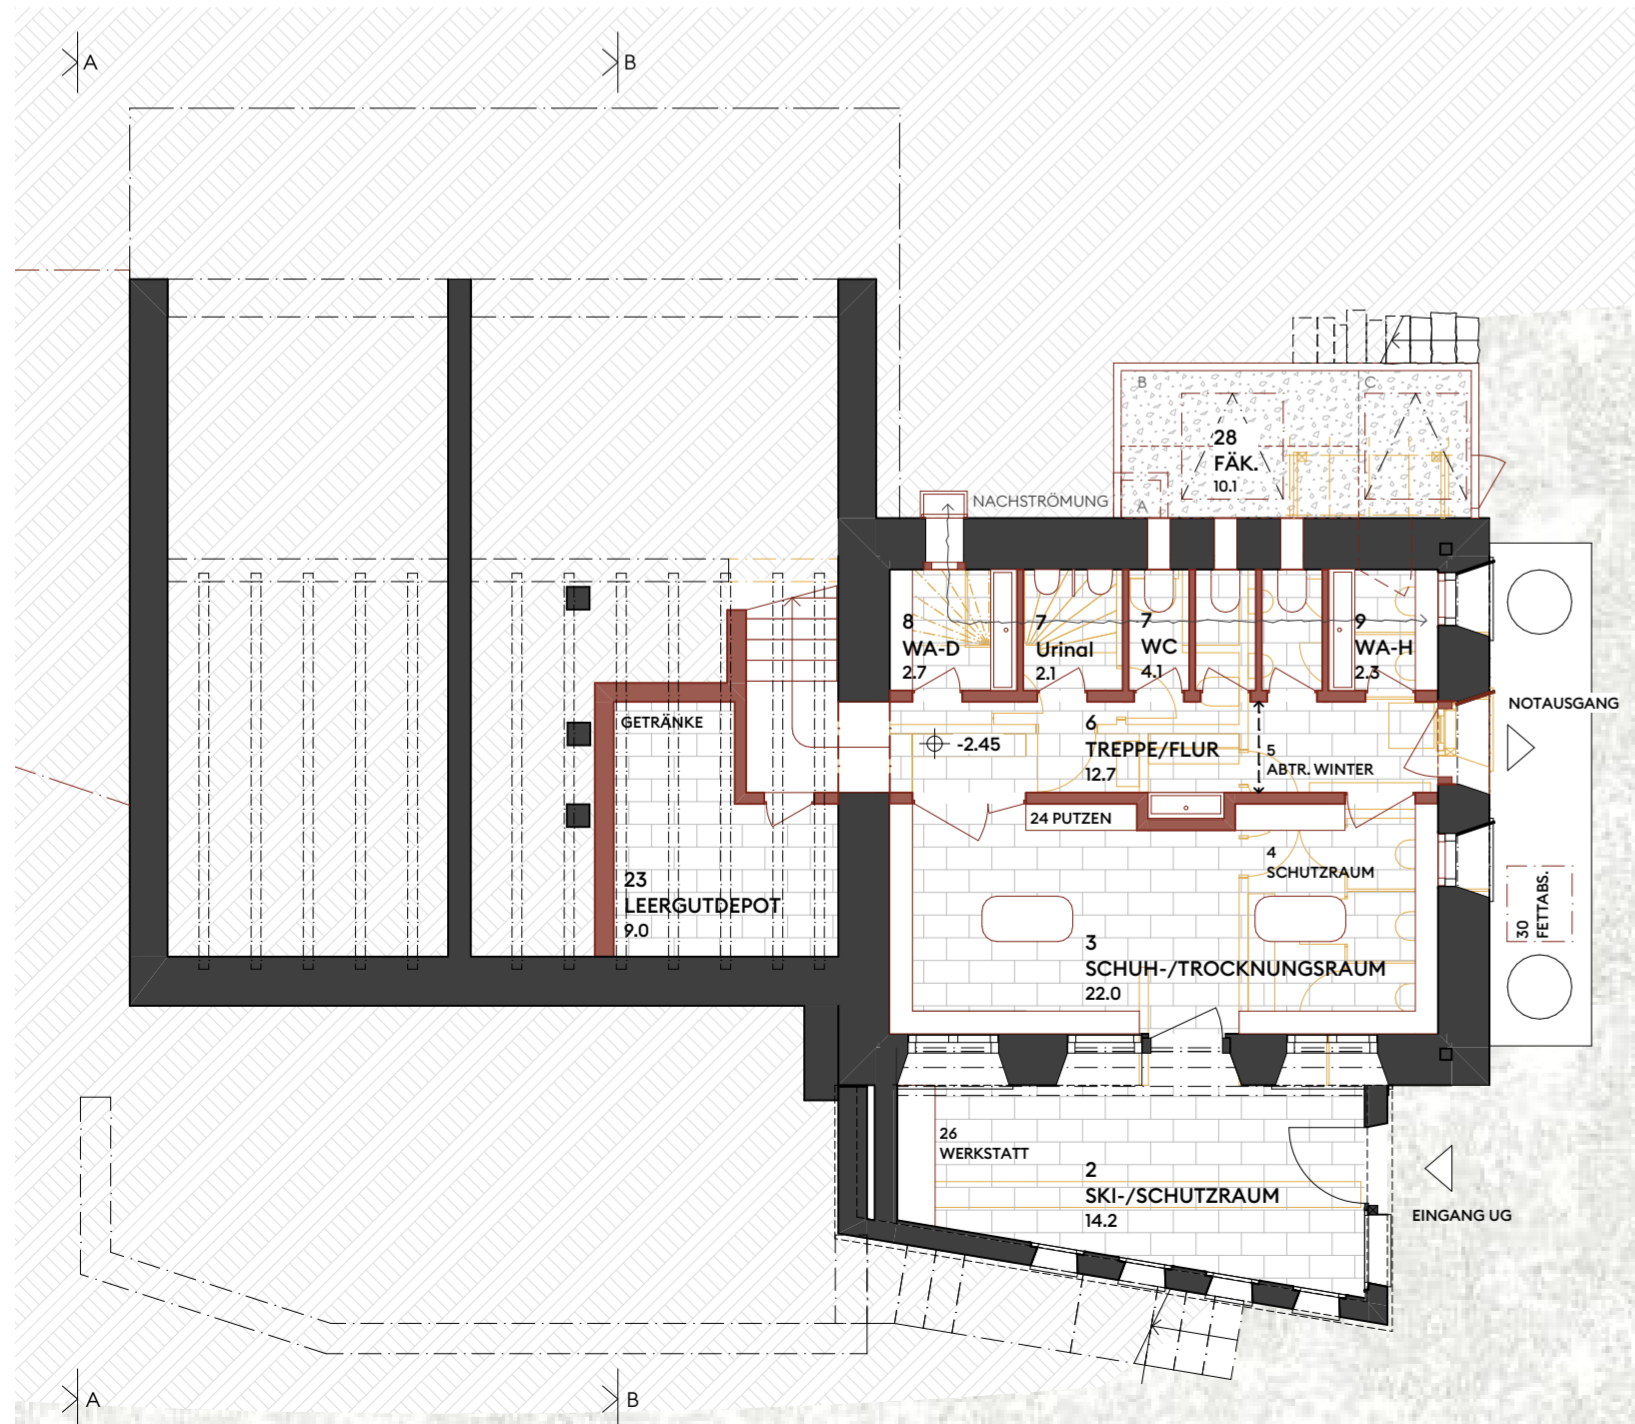 A
B
B
C
28
FÄK.
10.1
NACHSTRÖMUNG
A
8
WA-D
2.7
7
Urinal
2.1
7
WC
4.1
9
WA-H
2.3
GETRÄNKE
-2.45
6
TREPPE/FLUR
12.7
5
ABTR. WINTER
NOTAUSGANG
24 PUTZEN
4
SCHUTZRAUM
23
LEERGUTDEPOT
9.0
3
SCHUH-/TROCKNUNGSRAUM
22.0
30
FETTABS.
26
WERKSTATT
2
SKI-/SCHUTZRAUM
14.2
EINGANG UG
A
B